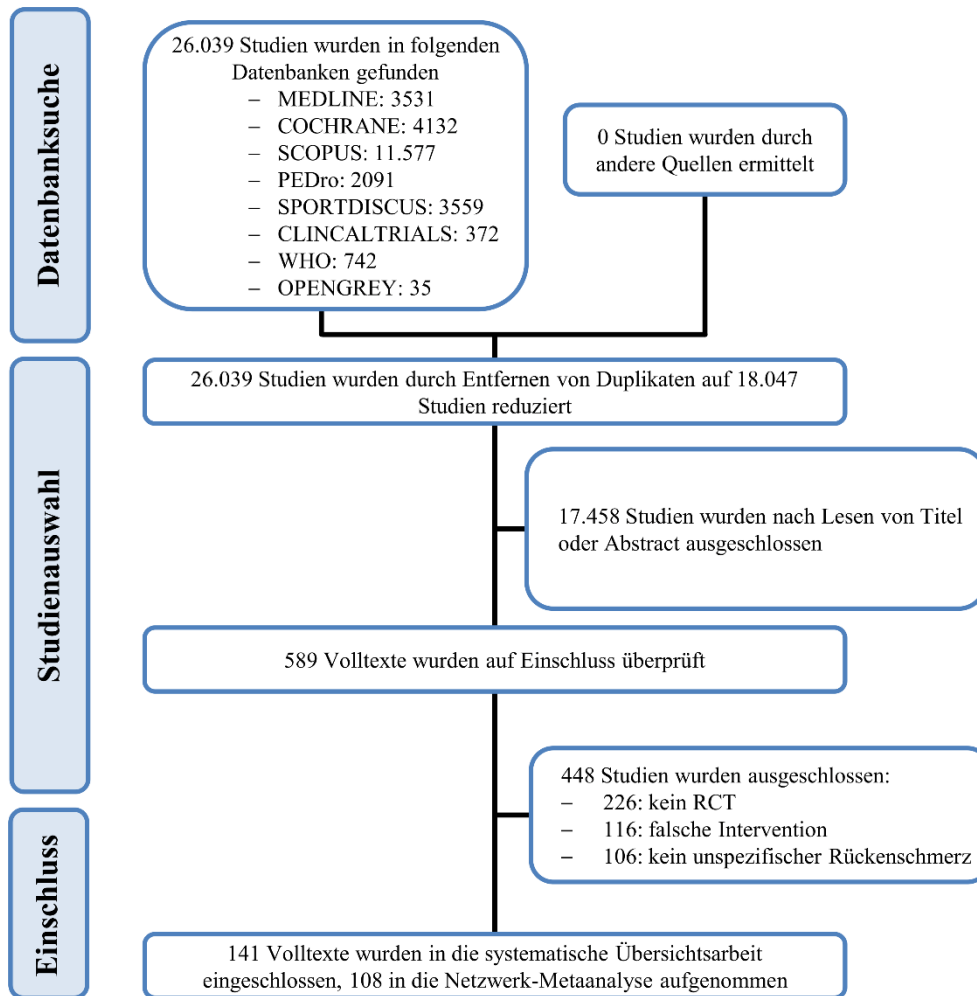 Datenbanksuche
26.039 Studien wurden in folgenden
Datenbanken gefunden
– MEDLINE: 3531
– COCHRANE: 4132
– SCOPUS: 11.577
– PEDro: 2091
– SPORTDISCUS: 3559
– CLINCALTRIALS: 372
– WHO: 742
– OPENGREY: 35
0 Studien wurden durch
andere Quellen ermittelt
Studienauswahl
26.039 Studien wurden durch Entfernen von Duplikaten auf 18.047
Studien reduziert
17.458 Studien wurden nach Lesen von Titel
oder Abstract ausgeschlossen
589 Volltexte wurden auf Einschluss überprüft
448 Studien wurden ausgeschlossen:
– 226: kein RCT
– 116: falsche Intervention
– 106: kein unspezifischer Rückenschmerz
Einschluss
141 Volltexte wurden in die systematische Übersichtsarbeit
eingeschlossen, 108 in die Netzwerk-Metaanalyse aufgenommen